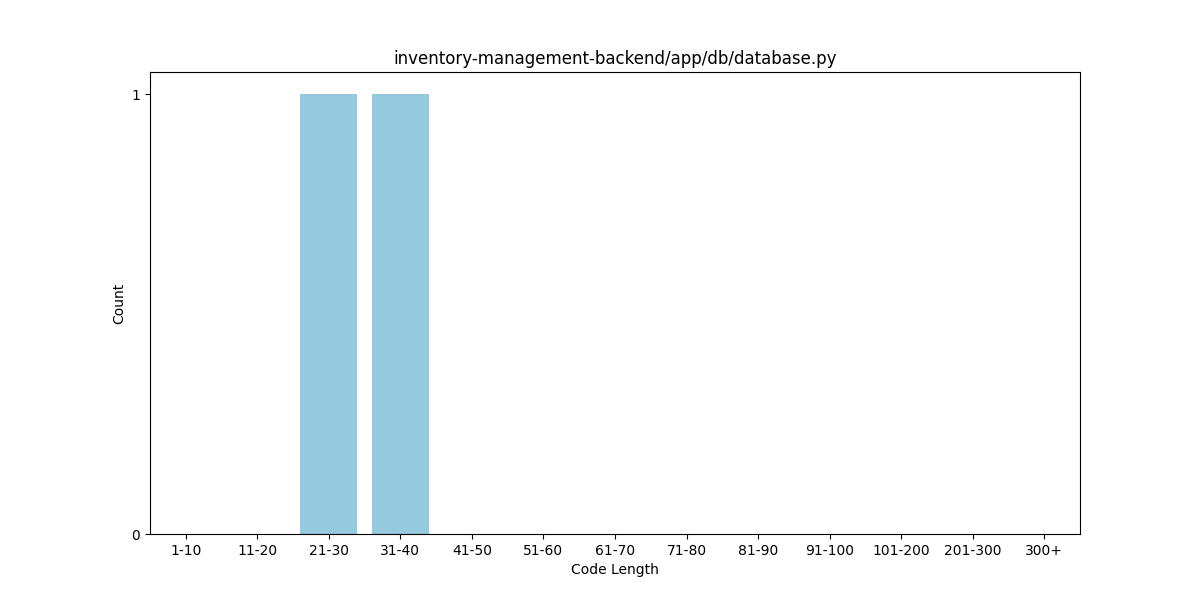 inventory-management-backend/app/db/database.py
1
Count
0
1-10 11-20 21-30 31-40 41-50 51-60 61-70 71-80 81-90 91-100 101-200 201-300 300+
Code Length